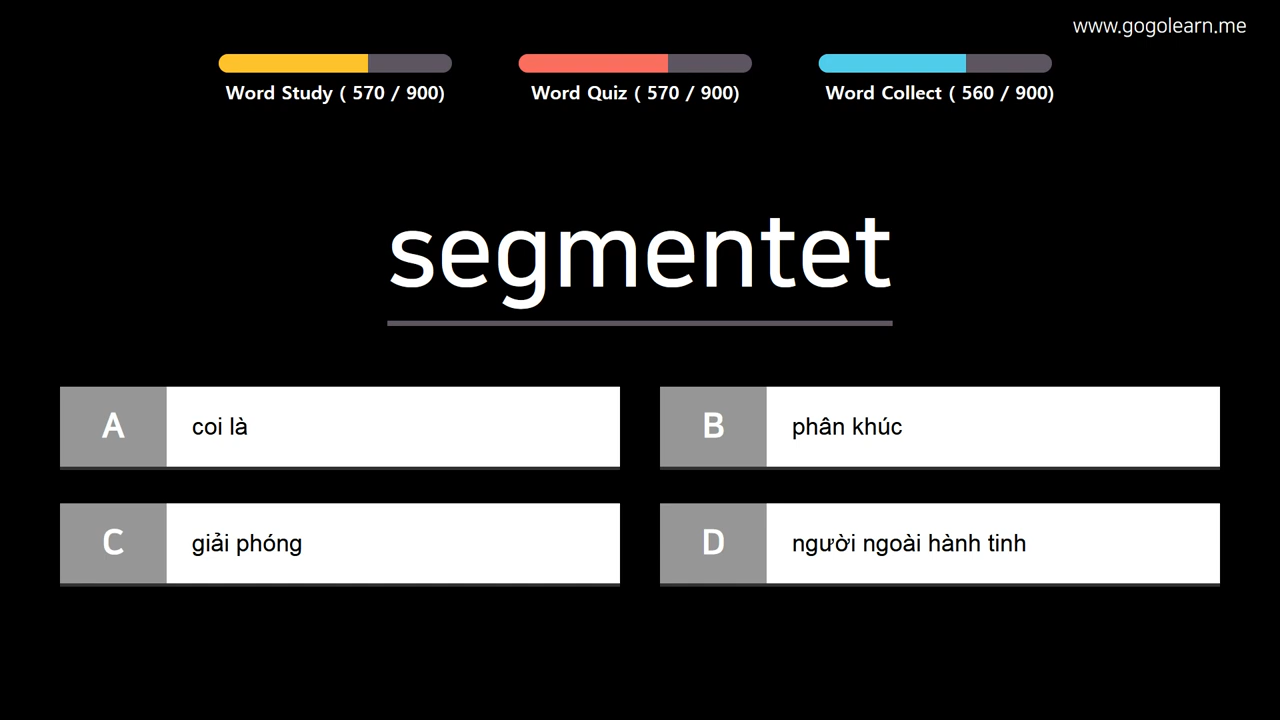 www.gogolearn.me
Word Study ( 570 / 900)
Word Quiz ( 570 / 900)
Word Collect ( 560 / 900)
segmentet
A
coi là
B
phân khúc
C
giải phóng
D
người ngoài hành tinh